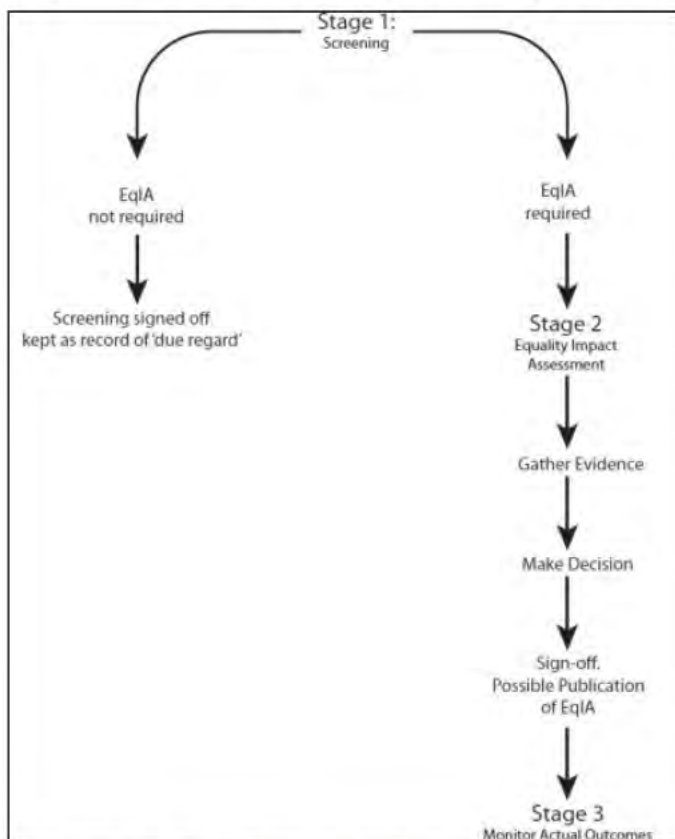 Stage 1:
Screening
EqIA
not required
Screening signed off
kept as record of 'due regard'
EqIA
required
Stage 2
Equality Impact
Assessment
Gather Evidence
Make Decision
Sign-off.
Possible Publication
of EqIA
Stage 3
Monitor Actual Outcomes